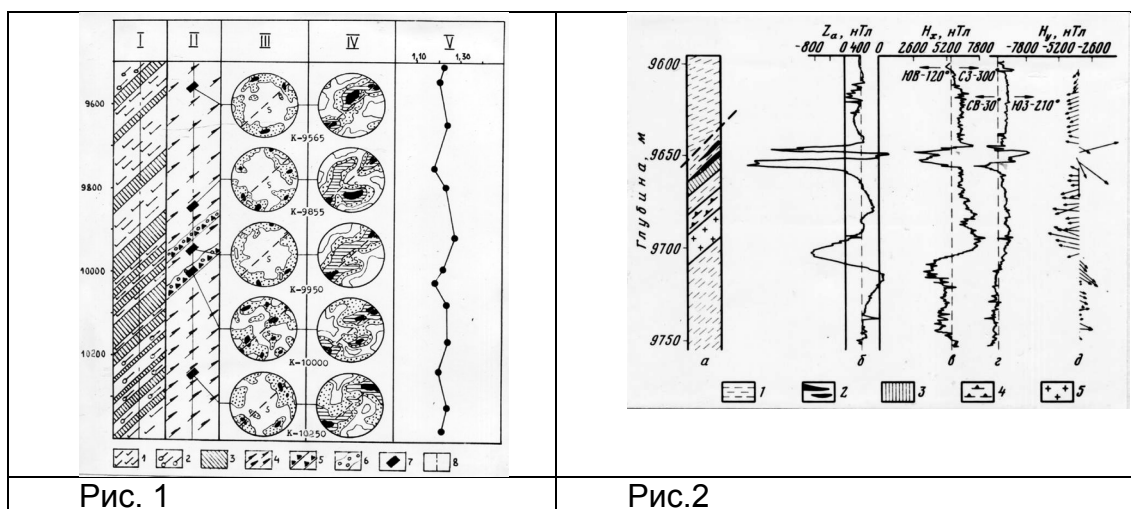 I II III IV V
1,10 1,30
9600
9800
10000
10200
S
К-9565
S
К-9855
S
К-9950
S
К-10000
S
К-10250
1 2 3 4 5 6 7 8
Рис. 1
Zа, нТл Hx, нТл Hу, нТл
-800 0 400 0 2600 5200 7800 -7800 -5200 -2600
ЮВ-120° СЗ-300
СВ-30° ЮЗ-210°
Глубина, м
9600
9650
9700
9750
а б в г д
1 2 3 4 5
Рис.2